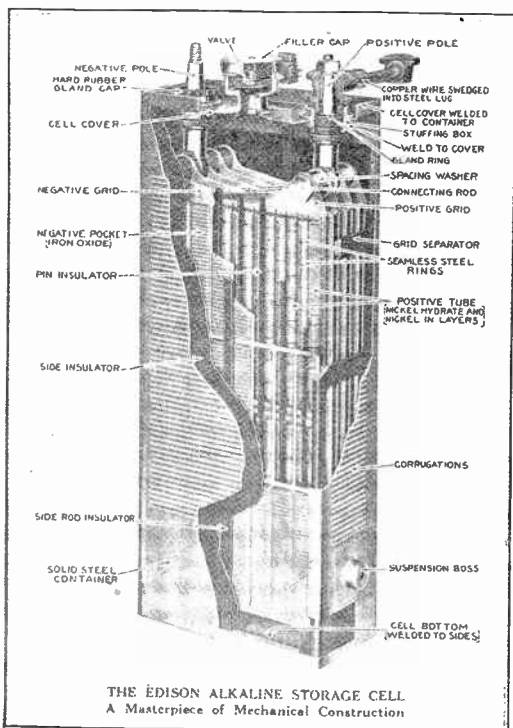 VALVE
FILLER CAP
NEGATIVE POLE
POSITIVE POLE
HARD RUBBER
GLAND CAP
COPPER WIRE SWEDGED
INTO STEEL LUG
CELL COVER
CELL COVER WELDED
TO CONTAINER
STUFFING BOX
WELD TO COVER
GLAND RING
SPACING WASHER
NEGATIVE GRID
CONNECTING ROD
POSITIVE GRID
NEGATIVE POCKET
(IRON OXIDE)
GRID SEPARATOR
PIN INSULATOR
SEAMLESS STEEL
RINGS
POSITIVE TUBE
(NICKEL HYDRATE AND
NICKEL IN LAYERS)
SIDE INSULATOR
CORRUGATIONS
SIDE ROD INSULATOR
SOLID STEEL
CONTAINER
SUSPENSION BOSS
CELL BOTTOM
(WELDED TO SIDES)
THE EDISON ALKALINE STORAGE CELL
A Masterpiece of Mechanical Construction